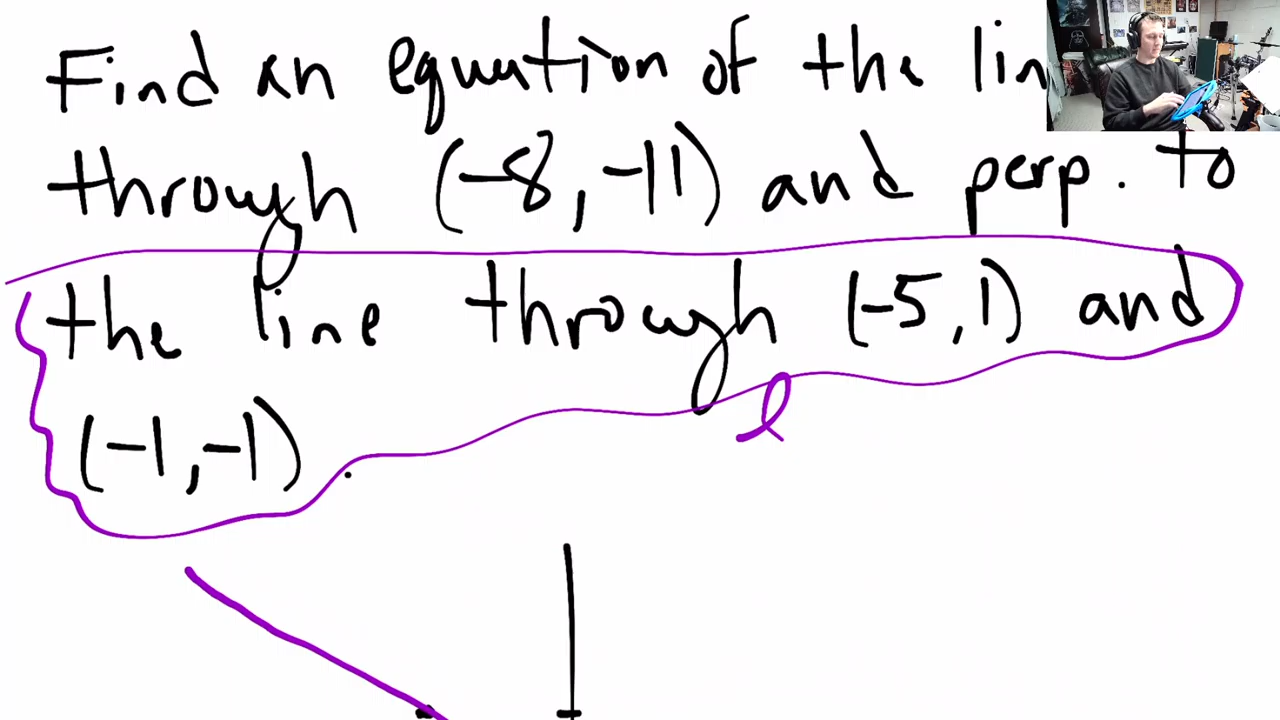 Find an equation of the lin
through (-8, -11) and perp. to
the line through (-5, 1) and
(-1, -1).
l